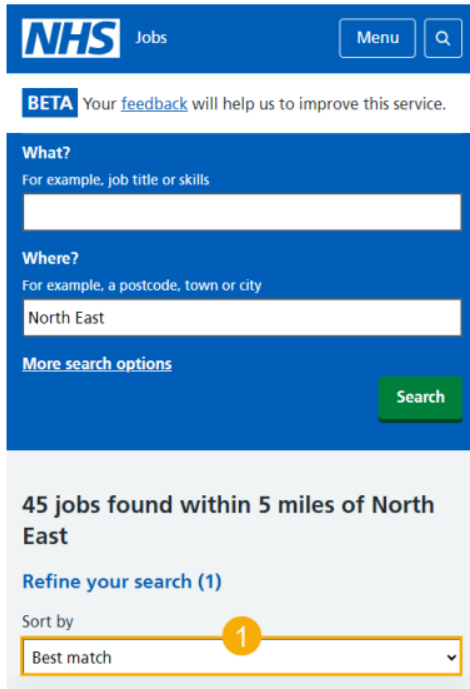 NHS Jobs Menu
BETA Your feedback will help us to improve this service.
What?
For example, job title or skills
Where?
For example, a postcode, town or city
North East
More search options
Search
45 jobs found within 5 miles of North
East
Refine your search (1)
Sort by
1
Best match